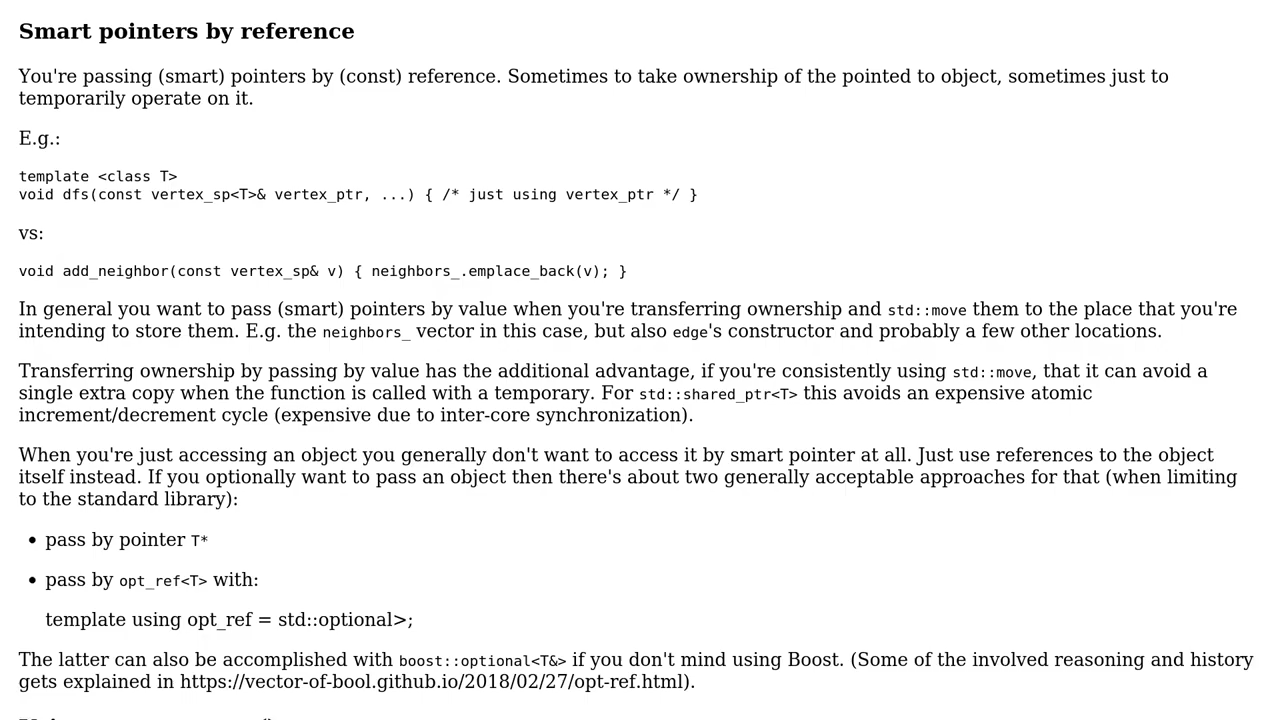 Smart pointers by reference
You're passing (smart) pointers by (const) reference. Sometimes to take ownership of the pointed to object, sometimes just to
temporarily operate on it.
E.g.:
template <class T>
void dfs(const vertex_sp<T>& vertex_ptr, ...) { /* just using vertex_ptr */ }
vs:
void add_neighbor(const vertex_sp& v) { neighbors_.emplace_back(v); }
In general you want to pass (smart) pointers by value when you're transferring ownership and std::move them to the place that you're
intending to store them. E.g. the neighbors_ vector in this case, but also edge's constructor and probably a few other locations.
Transferring ownership by passing by value has the additional advantage, if you're consistently using std::move, that it can avoid a
single extra copy when the function is called with a temporary. For std::shared_ptr<T> this avoids an expensive atomic
increment/decrement cycle (expensive due to inter-core synchronization).
When you're just accessing an object you generally don't want to access it by smart pointer at all. Just use references to the object
itself instead. If you optionally want to pass an object then there's about two generally acceptable approaches for that (when limiting
to the standard library):
• pass by pointer T*
• pass by opt_ref<T> with:
template using opt_ref = std::optional>;
The latter can also be accomplished with boost::optional<T&> if you don't mind using Boost. (Some of the involved reasoning and history
gets explained in https://vector-of-bool.github.io/2018/02/27/opt-ref.html).